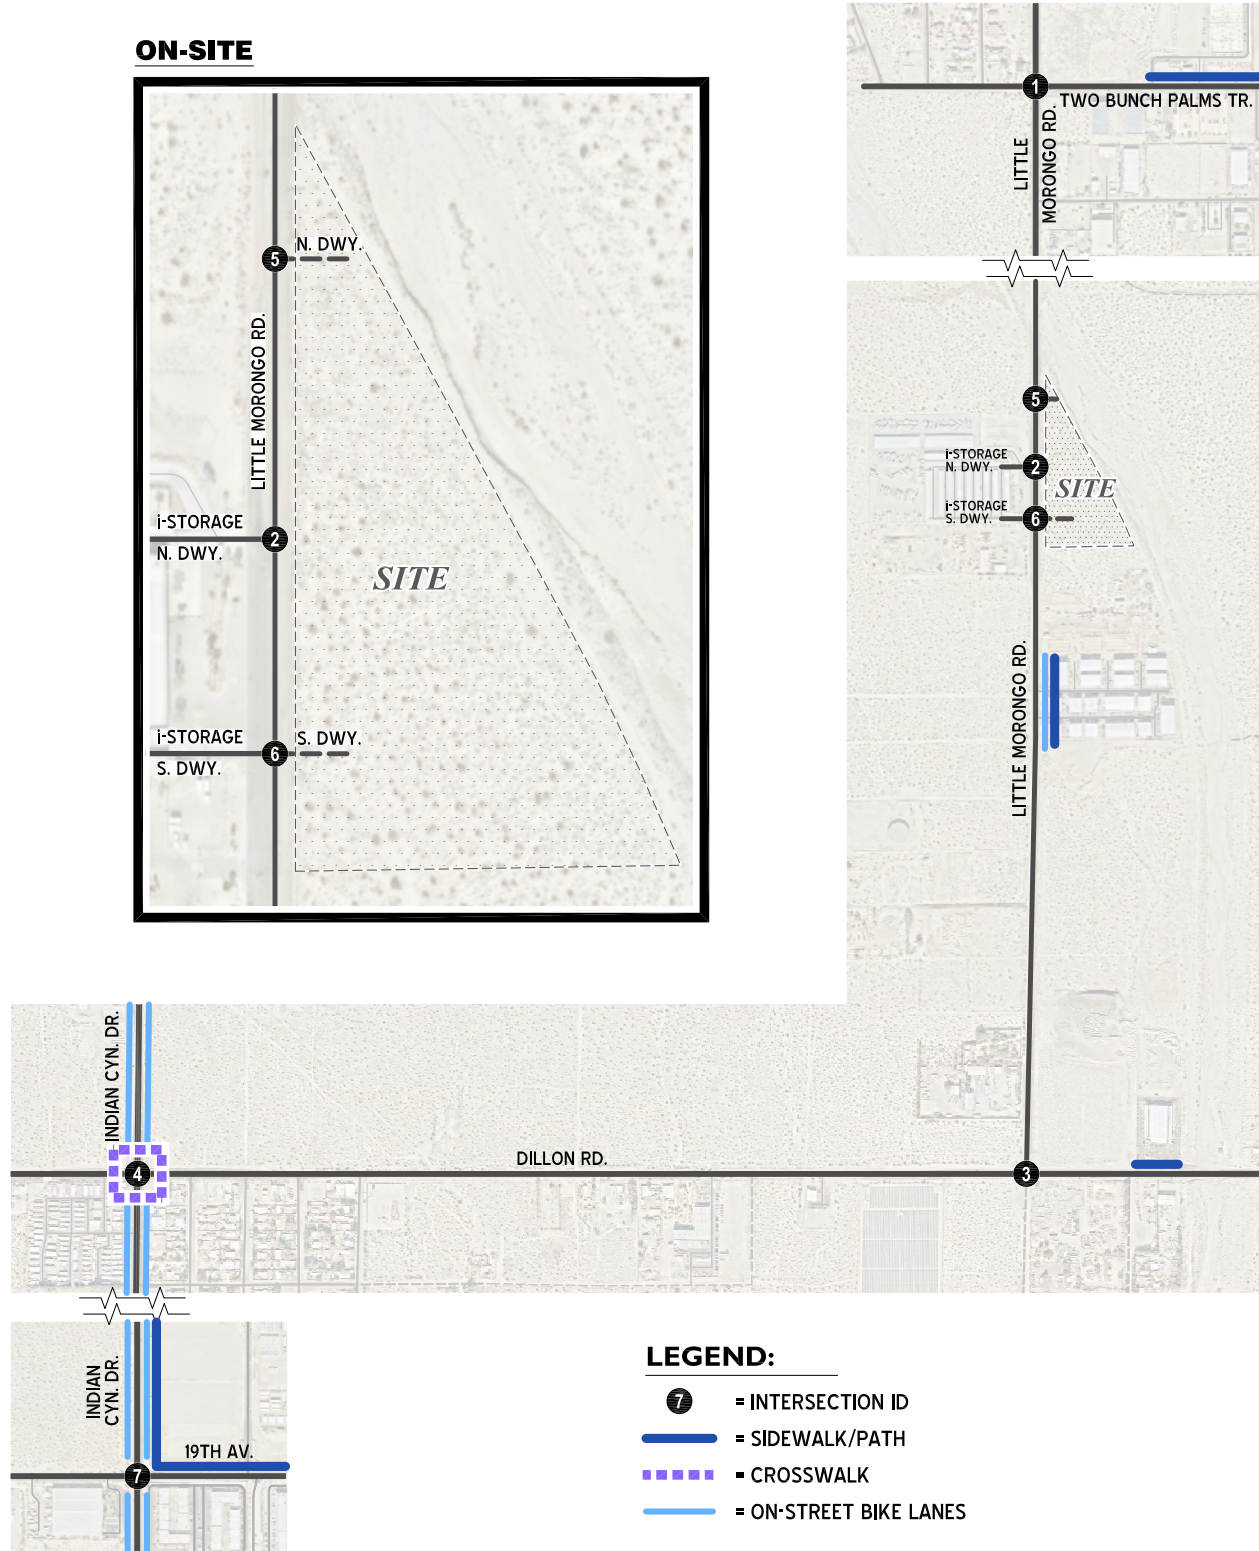 ON-SITE
N. DWY.
5
LITTLE MORONGO RD.
i-STORAGE
N. DWY.
2
SITE
i-STORAGE
S. DWY.
6
S. DWY.
1
TWO BUNCH PALMS TR.
LITTLE
MORONGO RD.
5
i-STORAGE
N. DWY.
2
SITE
i-STORAGE
S. DWY.
6
LITTLE MORONGO RD.
INDIAN CYN. DR.
4
DILLON RD.
3
INDIAN
CYN. DR.
19TH AV.
7
LEGEND:
7 = INTERSECTION ID
= SIDEWALK/PATH
= CROSSWALK
= ON-STREET BIKE LANES